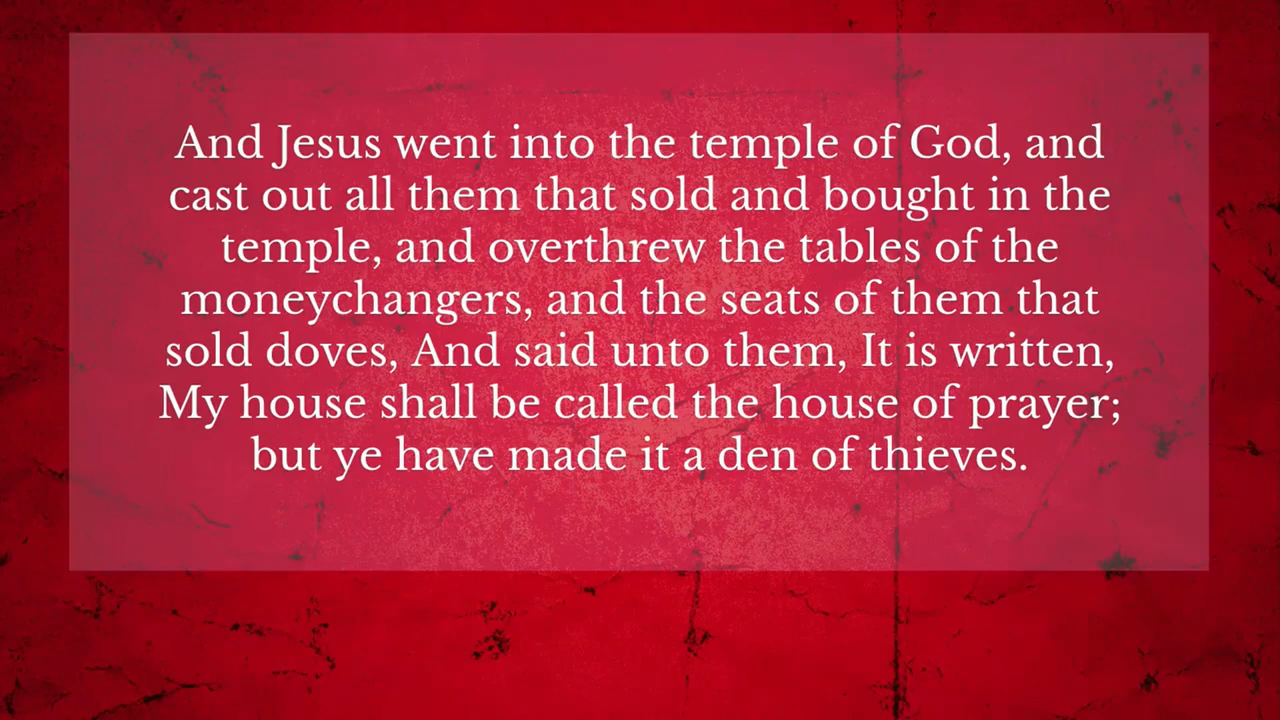 And Jesus went into the temple of God, and
cast out all them that sold and bought in the
temple, and overthrew the tables of the
moneychangers, and the seats of them that
sold doves, And said unto them, It is written,
My house shall be called the house of prayer;
but ye have made it a den of thieves.